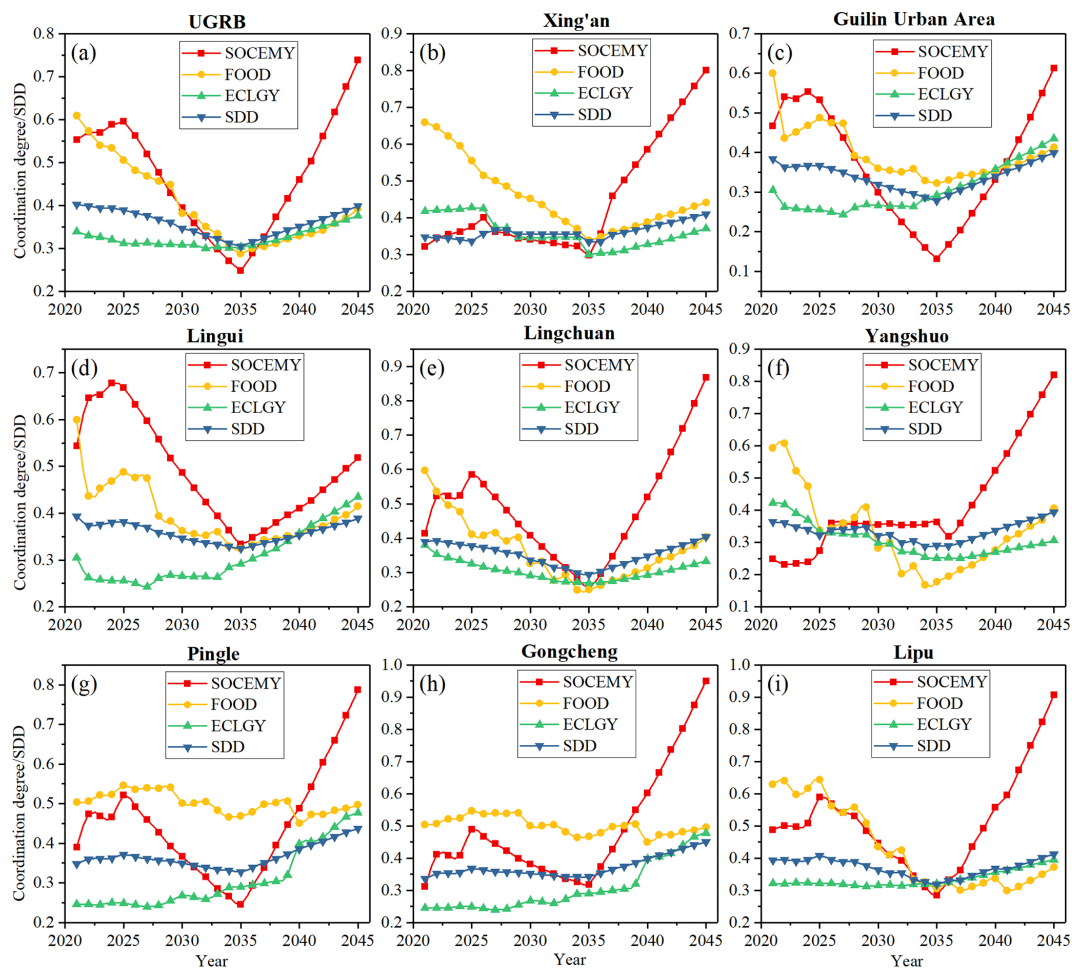 UGRB
Xing'an
Guilin Urban Area
(a)
SOCEMY
FOOD
ECLGY
SDD
0.8
0.7
0.6
0.5
0.4
0.3
0.2
2020 2025 2030 2035 2040 2045
Coordination degree/SDD
(b)
SOCEMY
FOOD
ECLGY
SDD
0.9
0.8
0.7
0.6
0.5
0.4
0.3
0.2
2020 2025 2030 2035 2040 2045
(c)
SOCEMY
FOOD
ECLGY
SDD
0.6
0.5
0.4
0.3
0.2
0.1
2020 2025 2030 2035 2040 2045
Lingui
Lingchuan
Yangshuo
(d)
SOCEMY
FOOD
ECLGY
SDD
0.7
0.6
0.5
0.4
0.3
0.2
2020 2025 2030 2035 2040 2045
Coordination degree/SDD
(e)
SOCEMY
FOOD
ECLGY
SDD
0.9
0.8
0.7
0.6
0.5
0.4
0.3
0.2
2020 2025 2030 2035 2040 2045
(f)
SOCEMY
FOOD
ECLGY
SDD
0.9
0.8
0.7
0.6
0.5
0.4
0.3
0.2
0.1
2020 2025 2030 2035 2040 2045
Pingle
Gongcheng
Lipu
(g)
SOCEMY
FOOD
ECLGY
SDD
0.8
0.7
0.6
0.5
0.4
0.3
0.2
2020 2025 2030 2035 2040 2045
Coordination degree/SDD
Year
(h)
SOCEMY
FOOD
ECLGY
SDD
1.0
0.9
0.8
0.7
0.6
0.5
0.4
0.3
0.2
2020 2025 2030 2035 2040 2045
Year
(i)
SOCEMY
FOOD
ECLGY
SDD
1.0
0.9
0.8
0.7
0.6
0.5
0.4
0.3
0.2
2020 2025 2030 2035 2040 2045
Year